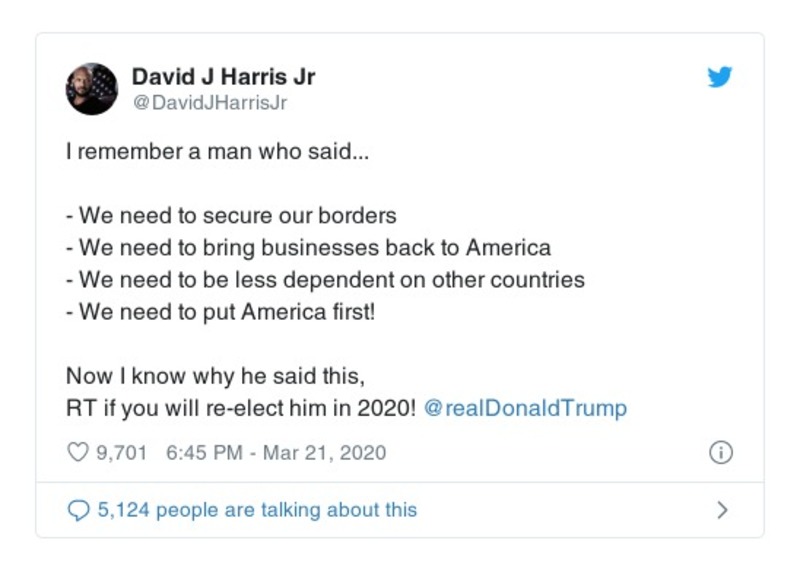 David J Harris Jr
@DavidJHarrisJr
I remember a man who said...
- We need to secure our borders
- We need to bring businesses back to America
- We need to be less dependent on other countries
- We need to put America first!
Now I know why he said this,
RT if you will re-elect him in 2020! @realDonaldTrump
9,701 6:45 PM - Mar 21, 2020
5,124 people are talking about this